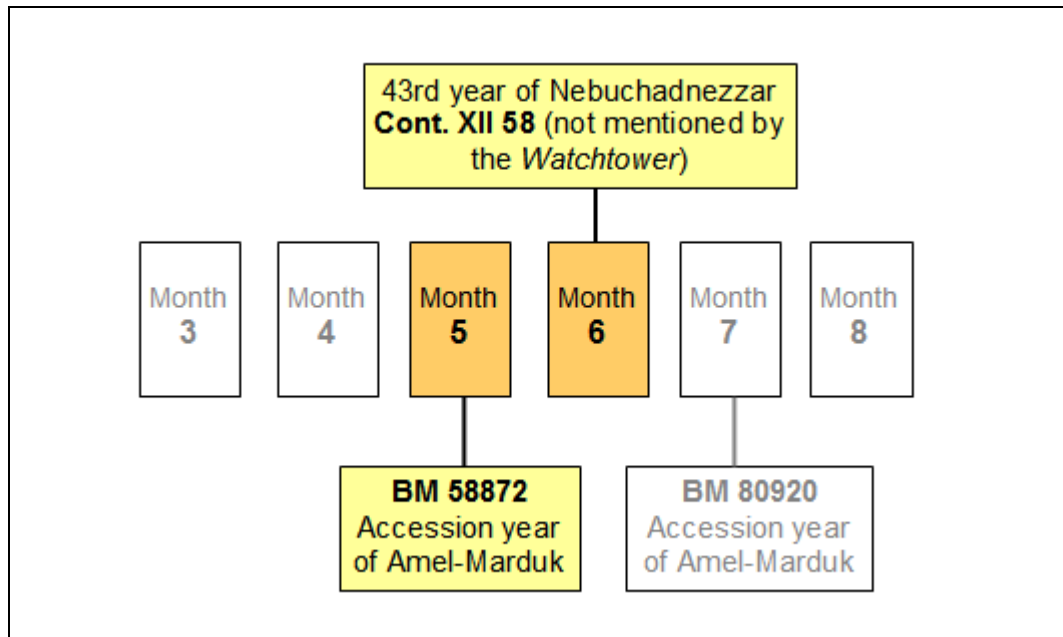 43rd year of Nebuchadnezzar
Cont. XII 58 (not mentioned by
the Watchtower)
Month
3
Month
4
Month
5
Month
6
Month
7
Month
8
BM 58872
Accession year
of Amel-Marduk
BM 80920
Accession year
of Amel-Marduk